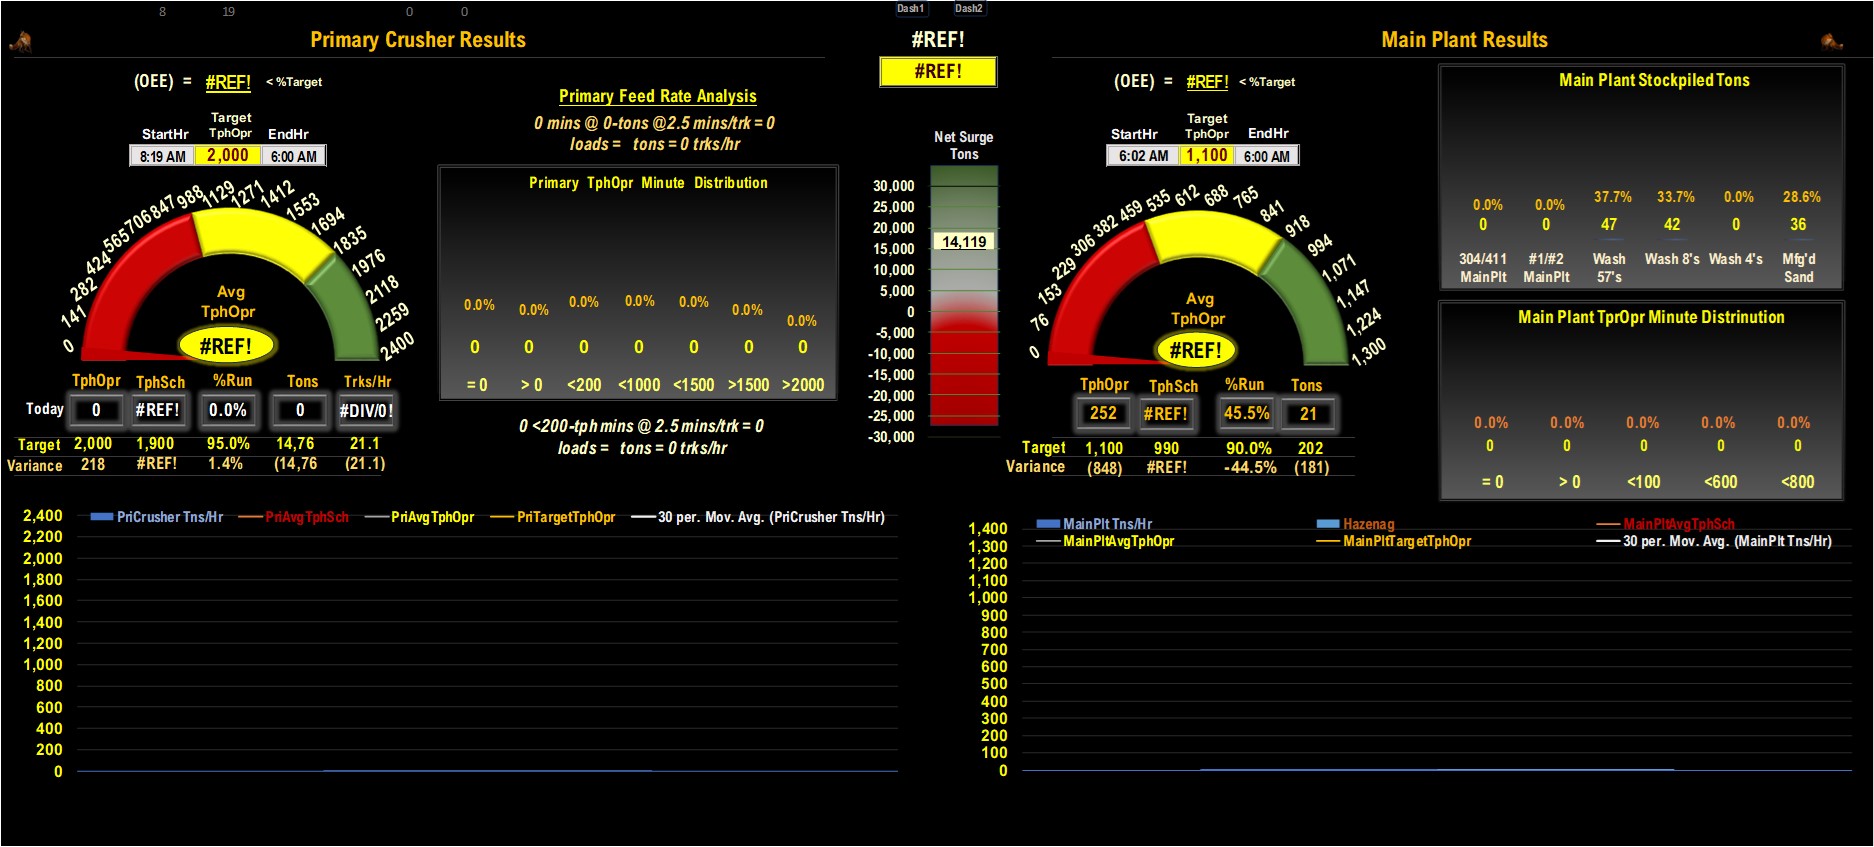 8 19 0 0
Dash1 Dash2
Primary Crusher Results
#REF!
#REF!
Main Plant Results
(OEE) = #REF! < %Target
Target
StartHr TphOpr EndHr
8:19 AM 2,000 6:00 AM
0 141 282 424 565 706 847 988 1129 1271 1412 1553 1694 1835 1976 2118 2259 2400
Avg
TphOpr
#REF!
TphOpr TphSch %Run Tons Trks/Hr
Today 0 #REF! 0.0% 0 #DIV/0!
Target 2,000 1,900 95.0% 14,76 21.1
Variance 218 #REF! 1.4% (14,76 (21.1)
Primary Feed Rate Analysis
0 mins @ 0-tons @2.5 mins/trk = 0
loads = tons = 0 trks/hr
Primary TphOpr Minute Distribution
0.0% 0.0% 0.0% 0.0% 0.0% 0.0% 0.0%
0 0 0 0 0 0 0
= 0 > 0 <200 <1000 <1500 >1500 >2000
0 <200-tph mins @ 2.5 mins/trk = 0
loads = tons = 0 trks/hr
Net Surge
Tons
30,000
25,000
20,000
14,119
15,000
10,000
5,000
0
-5,000
-10,000
-15,000
-20,000
-25,000
-30,000
(OEE) = #REF! < %Target
Target
StartHr TphOpr EndHr
6:02 AM 1,100 6:00 AM
0 76 153 229 306 382 459 535 612 688 765 841 918 994 1,071 1,147 1,224 1,300
Avg
TphOpr
#REF!
TphOpr TphSch %Run Tons
252 #REF! 45.5% 21
Target 1,100 990 90.0% 202
Variance (848) #REF! -44.5% (181)
Main Plant Stockpiled Tons
0.0% 0.0% 37.7% 33.7% 0.0% 28.6%
0 0 47 42 0 36
304/411 #1/#2 Wash Wash 8's Wash 4's Mfg'd
MainPlt MainPlt 57's Sand
Main Plant TprOpr Minute Distrinution
0.0% 0.0% 0.0% 0.0% 0.0%
0 0 0 0 0
= 0 > 0 <100 <600 <800
PriCrusher Tns/Hr PriAvgTphSch PriAvgTphOpr PriTargetTphOpr 30 per. Mov. Avg. (PriCrusher Tns/Hr)
2,400
2,200
2,000
1,800
1,600
1,400
1,200
1,000
800
600
400
200
0
MainPlt Tns/Hr Hazenag MainPltAvgTphSch
MainPltAvgTphOpr MainPltTargetTphOpr 30 per. Mov. Avg. (MainPlt Tns/Hr)
1,400
1,300
1,200
1,100
1,000
900
800
700
600
500
400
300
200
100
0